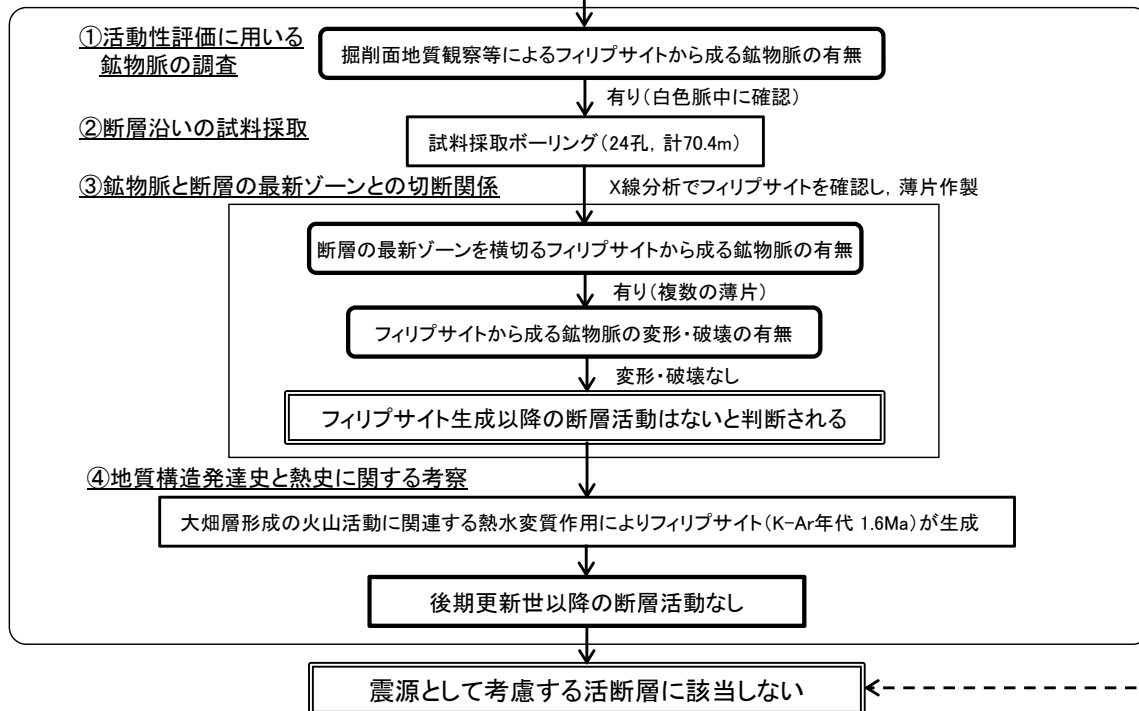 ①活動性評価に用いる
鉱物脈の調査
掘削面地質観察等によるフィリプサイトから成る鉱物脈の有無
有り(白色脈中に確認)
②断層沿いの試料採取
試料採取ボーリング(24孔, 計70.4m)
③鉱物脈と断層の最新ゾーンとの切断関係
X線分析でフィリプサイトを確認し, 薄片作製
断層の最新ゾーンを横切るフィリプサイトから成る鉱物脈の有無
有り(複数の薄片)
フィリプサイトから成る鉱物脈の変形・破壊の有無
変形・破壊なし
フィリプサイト生成以降の断層活動はないと判断される
④地質構造発達史と熱史に関する考察
大畑層形成の火山活動に関連する熱水変質作用によりフィリプサイト(K-Ar年代 1.6Ma)が生成
後期更新世以降の断層活動なし
震源として考慮する活断層に該当しない